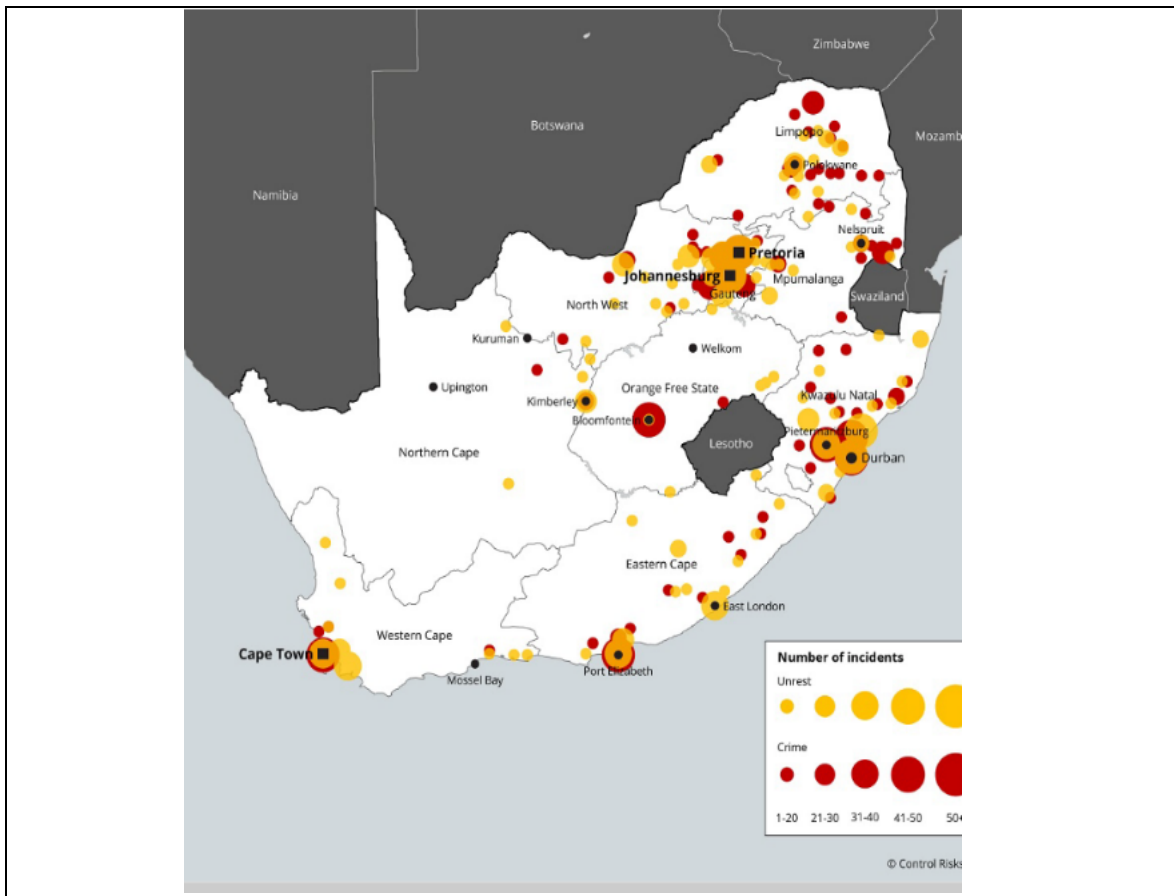 Zimbabwe
Botswana
Limpopo
Mozamb
Polokwane
Namibia
Nelspruit
Pretoria
Johannesburg
Mpumalanga
Gauteng
Swaziland
North West
Kuruman
Welkom
Upington
Orange Free State
Kimberley
Kwazulu Natal
Bloomfontein
Pietermaritzburg
Lesotho
Northern Cape
Durban
Eastern Cape
East London
Western Cape
Cape Town
Mossel Bay
Port Elizabeth
Number of incidents
Unrest
Crime
1-20 21-30 31-40 41-50 50+
© Control Risks